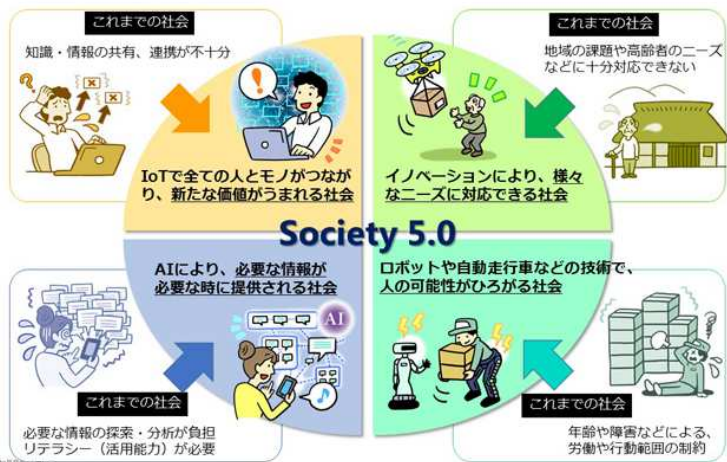 これまでの社会
知識・情報の共有、連携が不十分
IoTで全ての人とモノがつなが
り、新たな価値がうまれる社会
これまでの社会
地域の課題や高齢者のニーズ
などに十分対応できない
イノベーションにより、様々
なニーズに対応できる社会
Society 5.0
AIにより、必要な情報が
必要な時に提供される社会
AI
これまでの社会
必要な情報の探索・分析が負担
リテラシー（活用能力）が必要
ロボットや自動走行車などの技術で、
人の可能性がひろがる社会
これまでの社会
年齢や障害などによる、
労働や行動範囲の制約